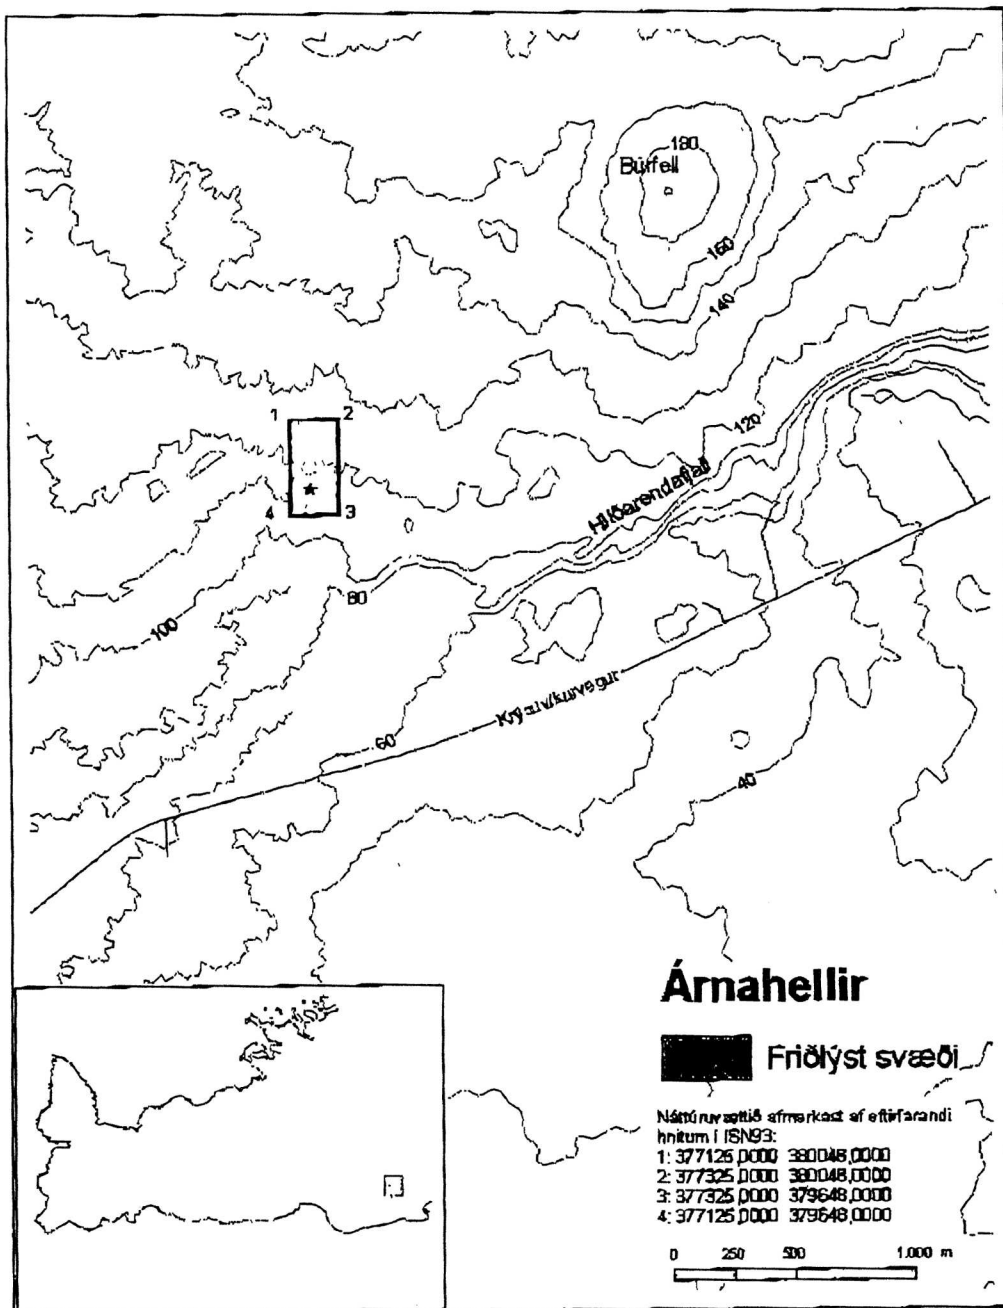 180
Búrfell
160
140
120
1 2
Hlíðarendafjall
4 3
80
100
Krýsuvíkurvegur
60
40
Árnahellir
Friðlýst svæði
Náttúruvættið afmarkast af eftirfarandi
hnitum í ISN93:
1: 377125,0000 380048,0000
2: 377325,0000 380048,0000
3: 377325,0000 379648,0000
4: 377125,0000 379648,0000
0 250 500 1.000 m